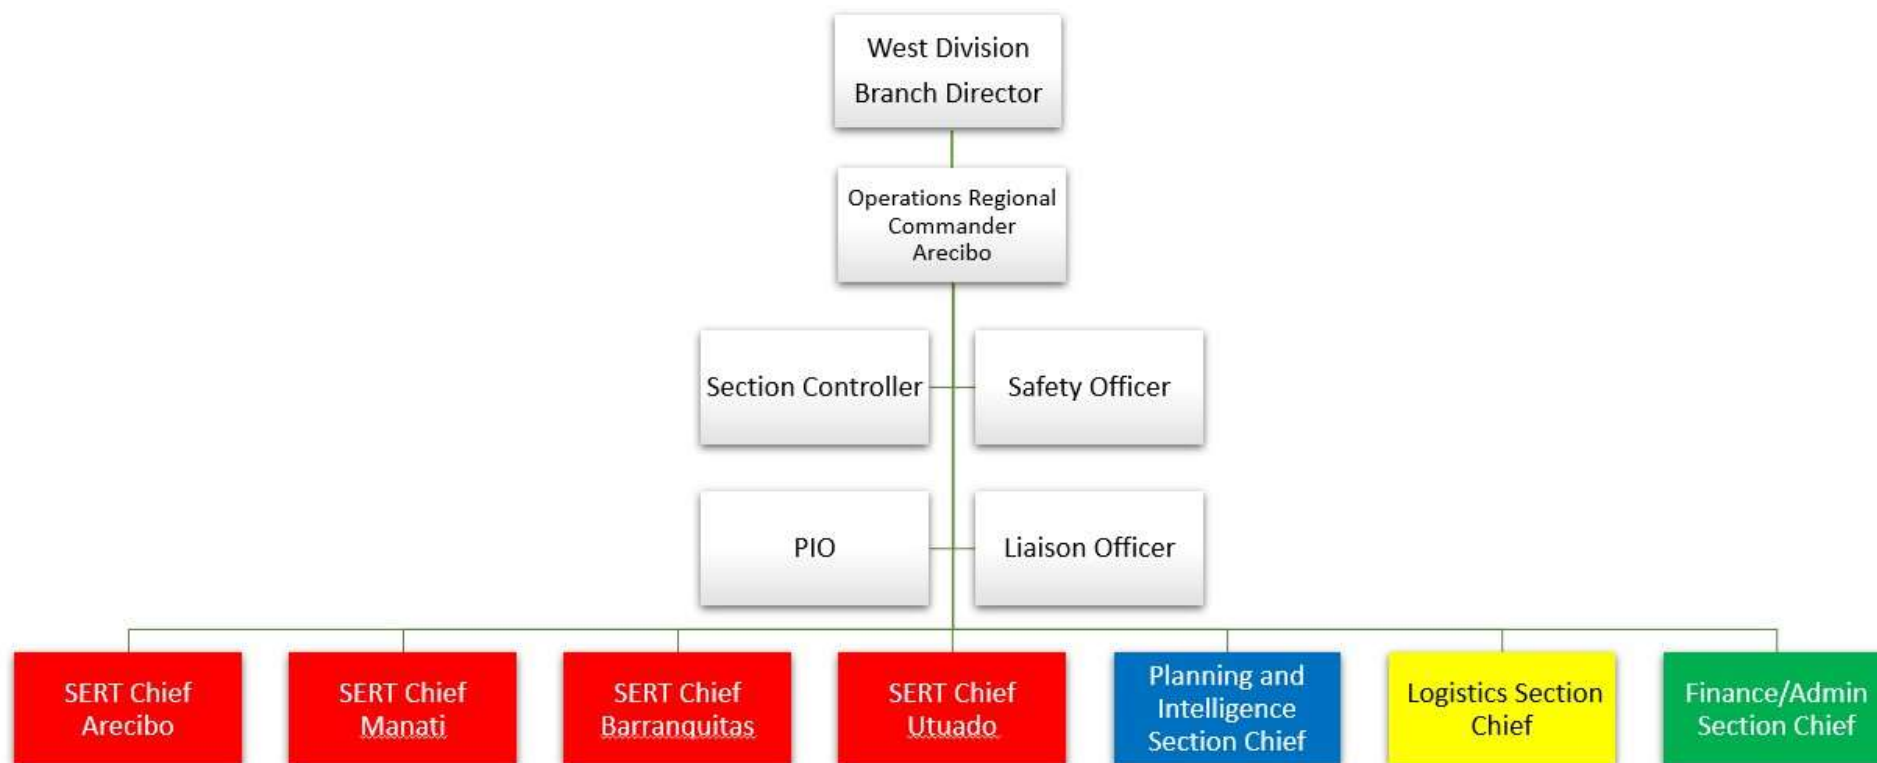 West Division
Branch Director
Operations Regional
Commander
Arecibo
Section Controller
Safety Officer
PIO
Liaison Officer
SERT Chief
Arecibo
SERT Chief
Manati
SERT Chief
Barranquitas
SERT Chief
Utuado
Planning and
Intelligence
Section Chief
Logistics Section
Chief
Finance/Admin
Section Chief